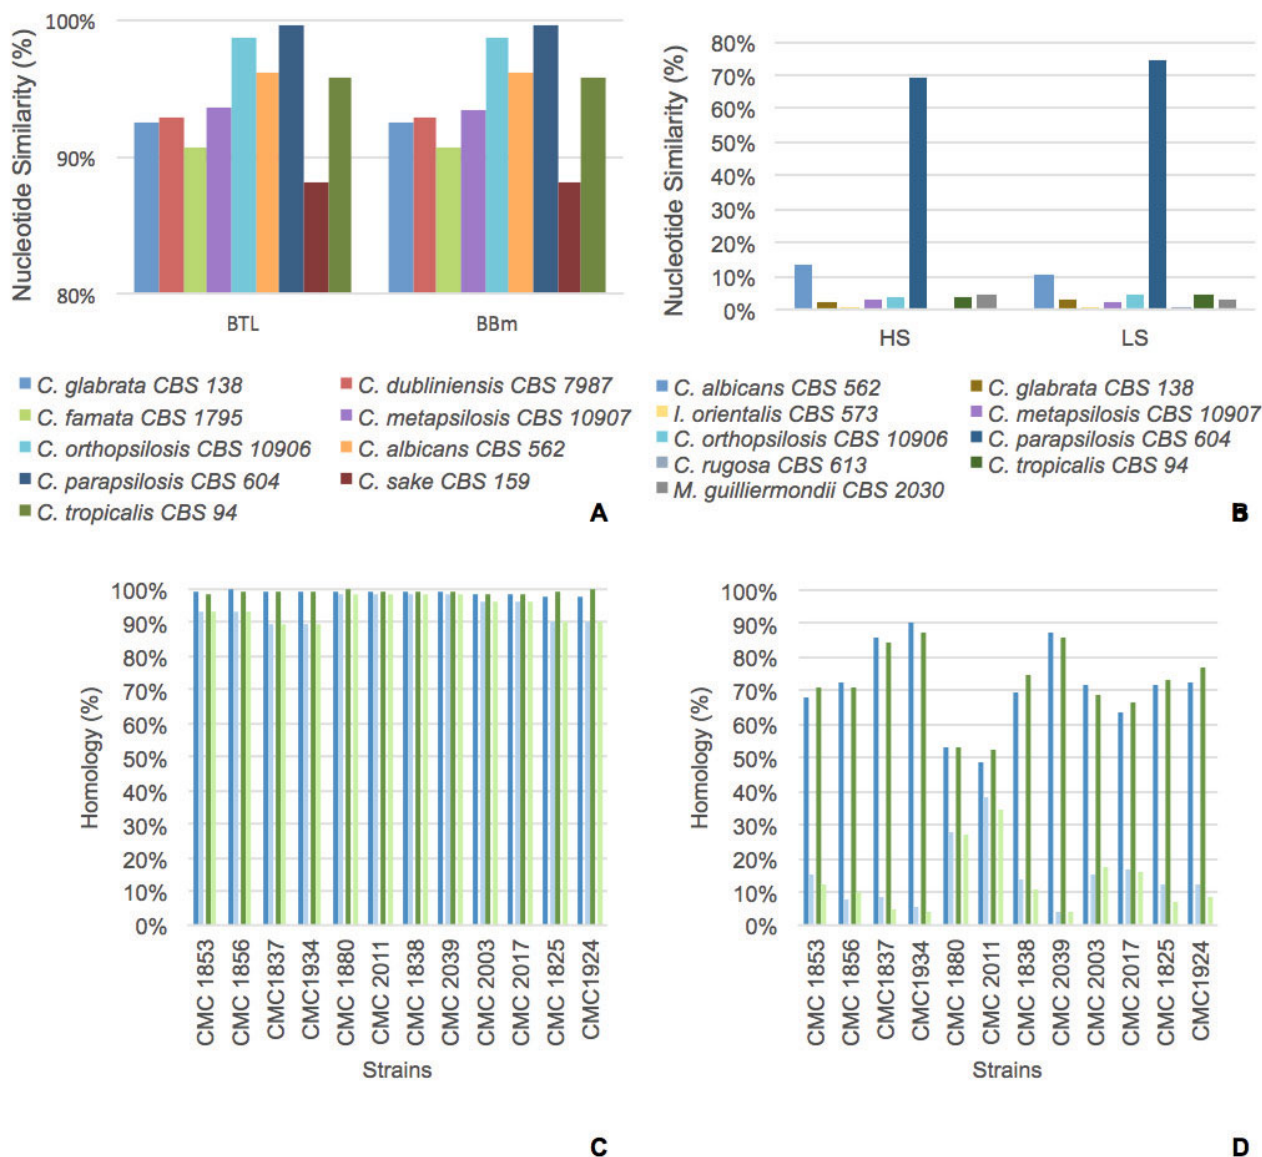 100%
90%
80%
Nucleotide Similarity (%)
BTL
BBm
C. glabrata CBS 138
C. dubliniensis CBS 7987
C. famata CBS 1795
C. metapsilosis CBS 10907
C. orthopsilosis CBS 10906
C. albicans CBS 562
C. parapsilosis CBS 604
C. sake CBS 159
C. tropicalis CBS 94
A
80%
70%
60%
50%
40%
30%
20%
10%
0%
Nucleotide Similarity (%)
HS
LS
C. albicans CBS 562
C. glabrata CBS 138
I. orientalis CBS 573
C. metapsilosis CBS 10907
C. orthopsilosis CBS 10906
C. parapsilosis CBS 604
C. rugosa CBS 613
C. tropicalis CBS 94
M. guilliermondii CBS 2030
B
100%
90%
80%
70%
60%
50%
40%
30%
20%
10%
0%
Homology (%)
CMC 1853
CMC 1856
CMC1837
CMC1934
CMC 1880
CMC 2011
CMC 1838
CMC 2039
CMC 2003
CMC 2017
CMC 1825
CMC1924
Strains
C
100%
90%
80%
70%
60%
50%
40%
30%
20%
10%
0%
Homology (%)
CMC 1853
CMC 1856
CMC1837
CMC1934
CMC 1880
CMC 2011
CMC 1838
CMC 2039
CMC 2003
CMC 2017
CMC 1825
CMC1924
Strains
D